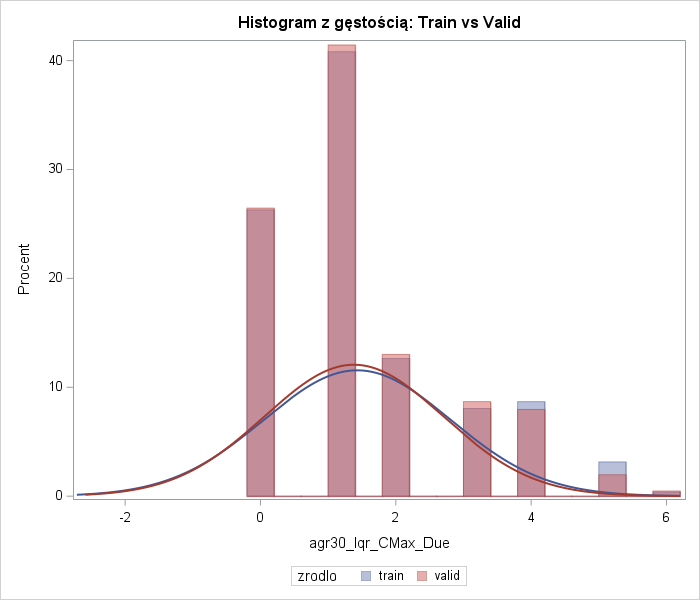 Histogram z gęstością: Train vs Valid
40
30
20
10
0
Procent
-2
0
2
4
6
agr30_Iqr_CMax_Due
zrodlo train valid